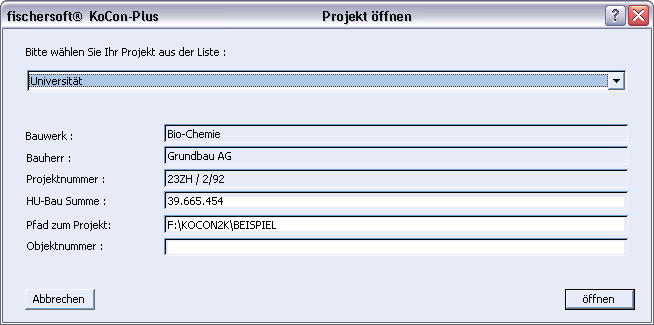 fischersoft® KoCon-Plus Projekt öffnen
Bitte wählen Sie Ihr Projekt aus der Liste :
Universität
Bauwerk : Bio-Chemie
Bauherr : Grundbau AG
Projektnummer : 23ZH / 2/92
HU-Bau Summe : 39.665.454
Pfad zum Projekt: F:\KOCON2K\BEISPIEL
Objektnummer :
Abbrechen öffnen